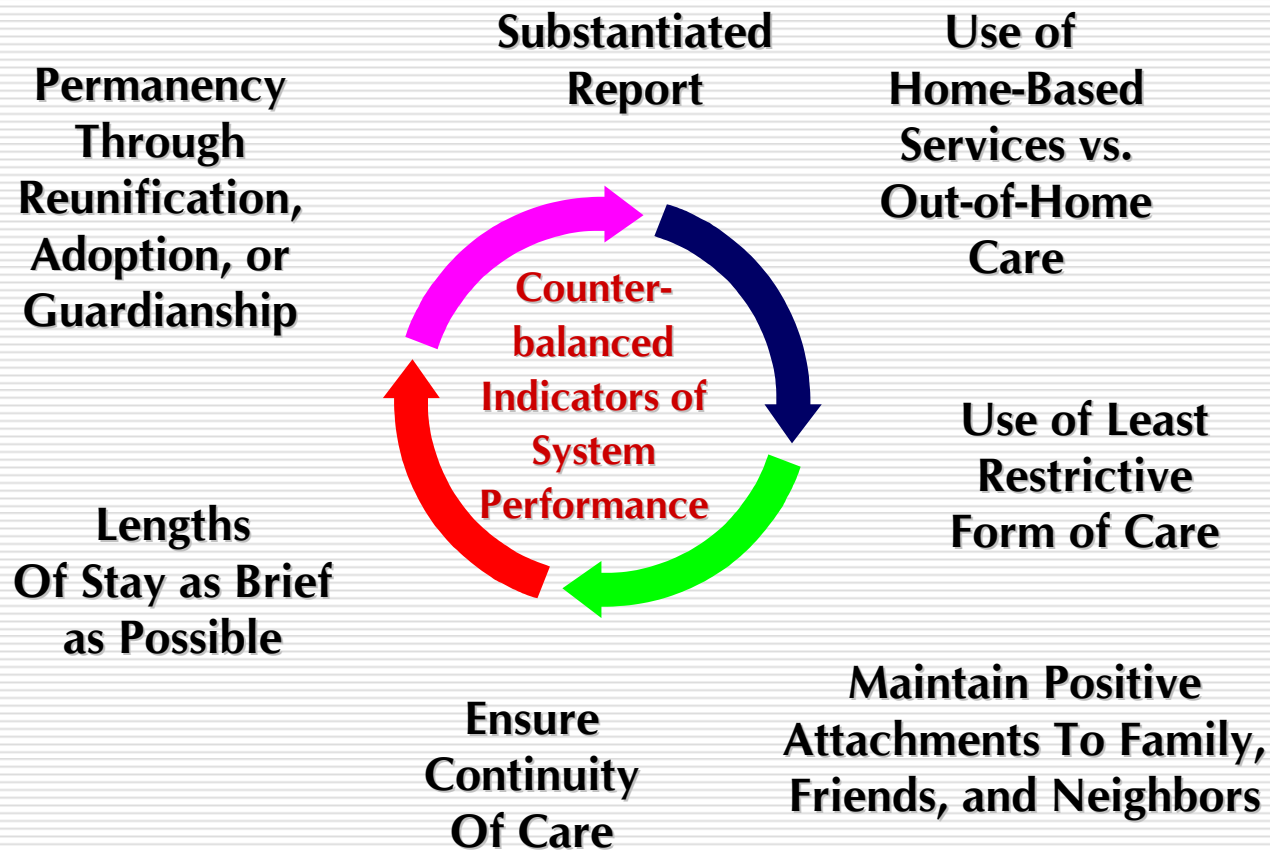 Substantiated
Report
Use of
Home-Based
Services vs.
Out-of-Home
Care
Use of Least
Restrictive
Form of Care
Maintain Positive
Attachments To Family,
Friends, and Neighbors
Ensure
Continuity
Of Care
Lengths
Of Stay as Brief
as Possible
Permanency
Through
Reunification,
Adoption, or
Guardianship
Counter-
balanced
Indicators of
System
Performance